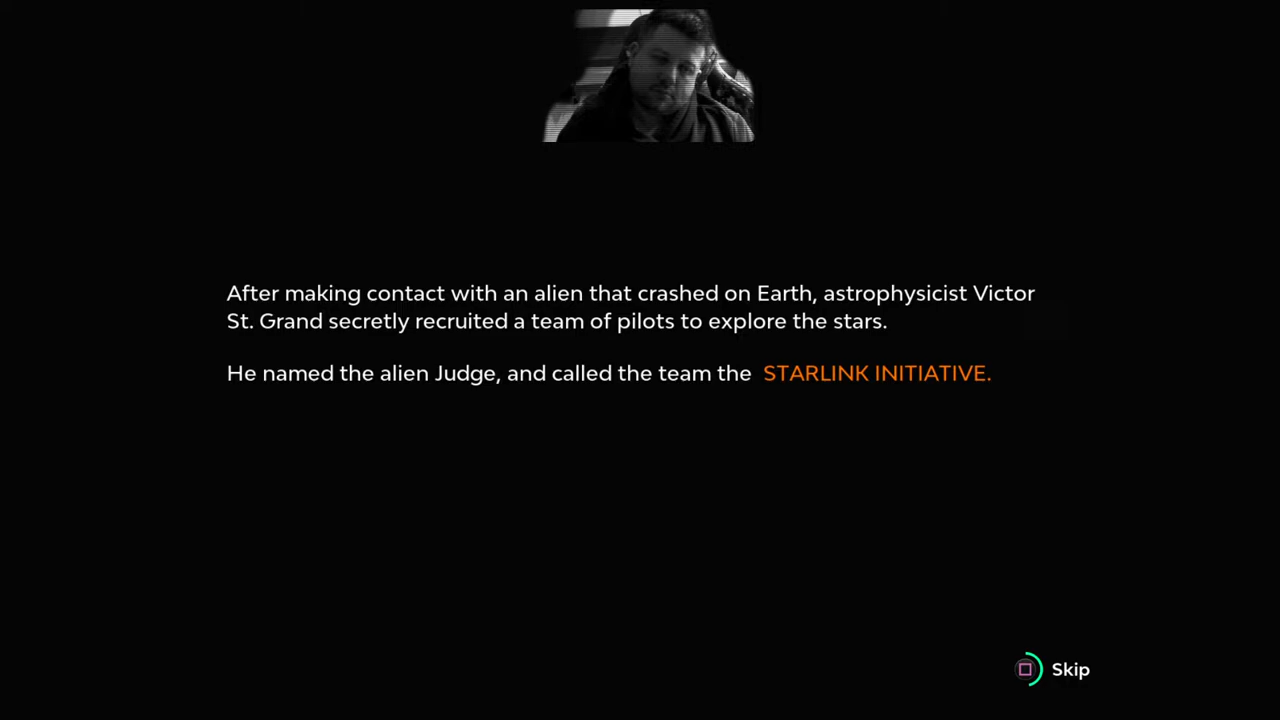 After making contact with an alien that crashed on Earth, astrophysicist Victor
St. Grand secretly recruited a team of pilots to explore the stars.
He named the alien Judge, and called the team the STARLINK INITIATIVE.
Skip